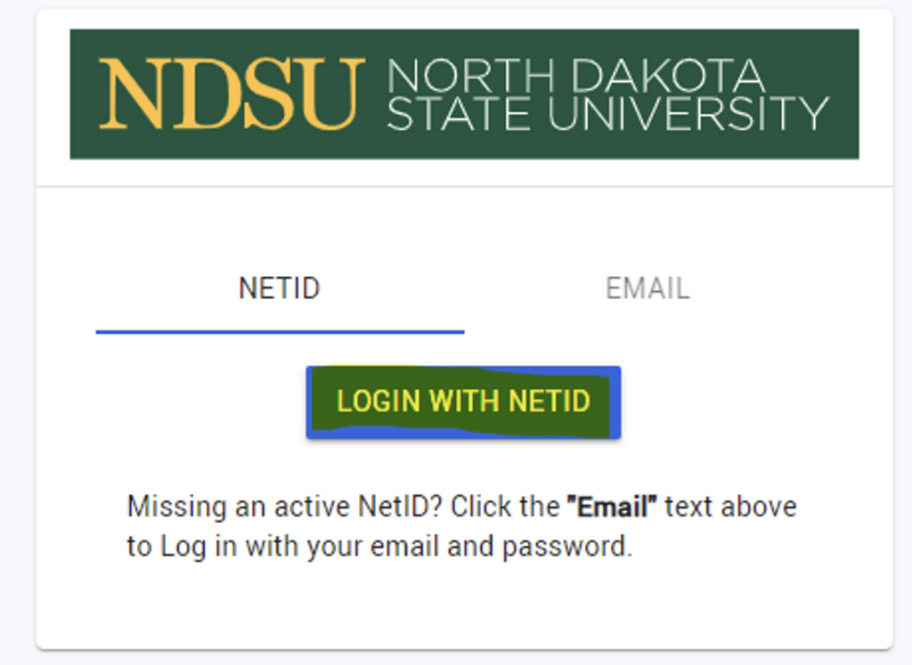 NDSU NORTH DAKOTA
STATE UNIVERSITY
NETID
EMAIL
LOGIN WITH NETID
Missing an active NetID? Click the "Email" text above
to Log in with your email and password.